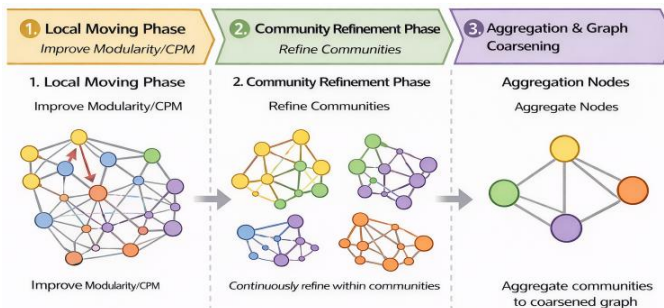 1. Local Moving Phase
Improve Modularity/CPM
2. Community Refinement Phase
Refine Communities
3. Aggregation & Graph
Coarsening
1. Local Moving Phase
Improve Modularity/CPM
2. Community Refinement Phase
Refine Communities
Aggregation Nodes
Aggregate Nodes
Improve Modularity/CPM
Continuously refine within communities
Aggregate communities
to coarsened graph